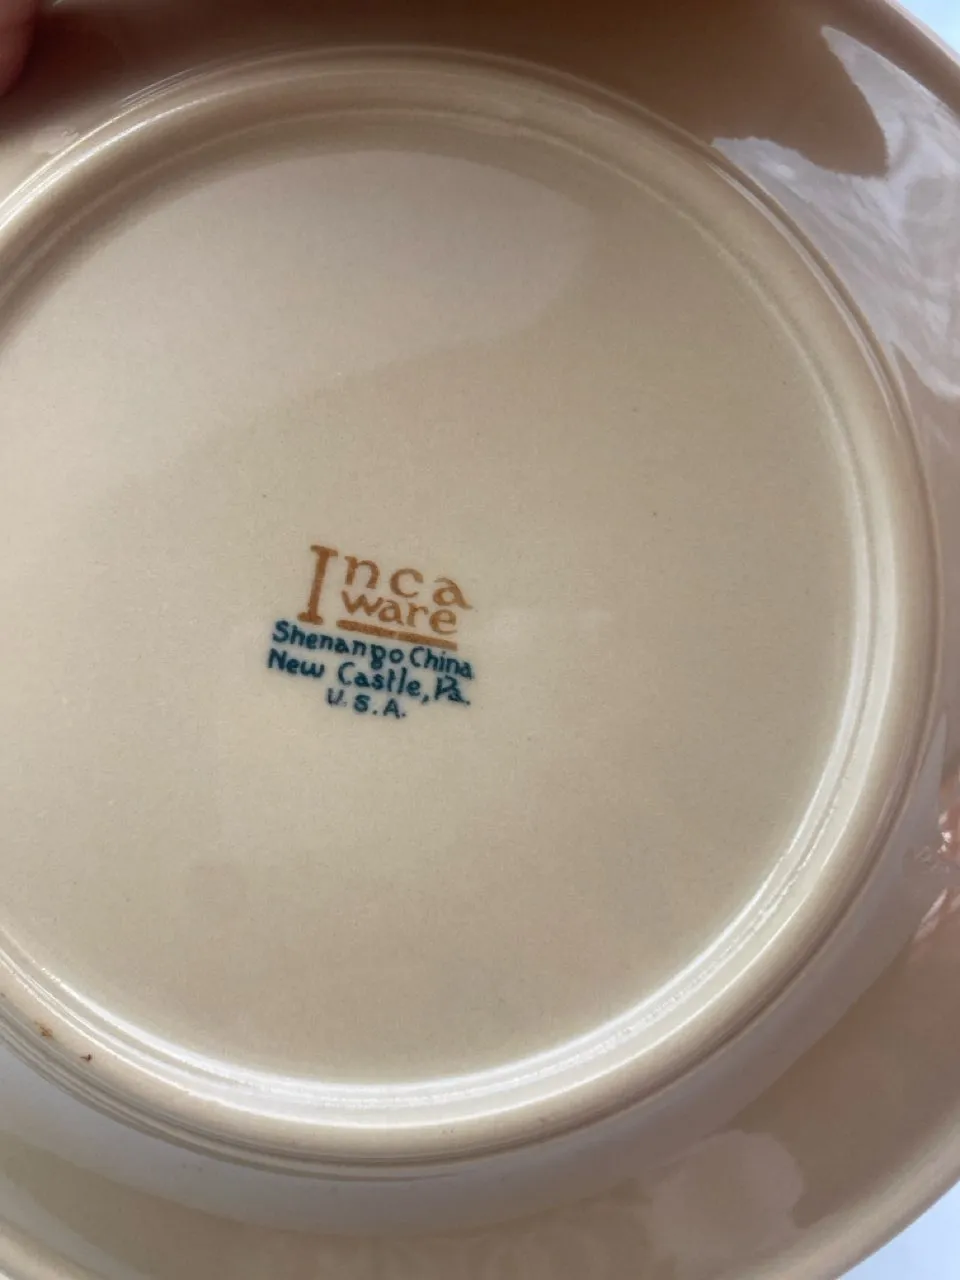 Inca
ware
Shenango China
New Castle, Pa.
U.S.A.